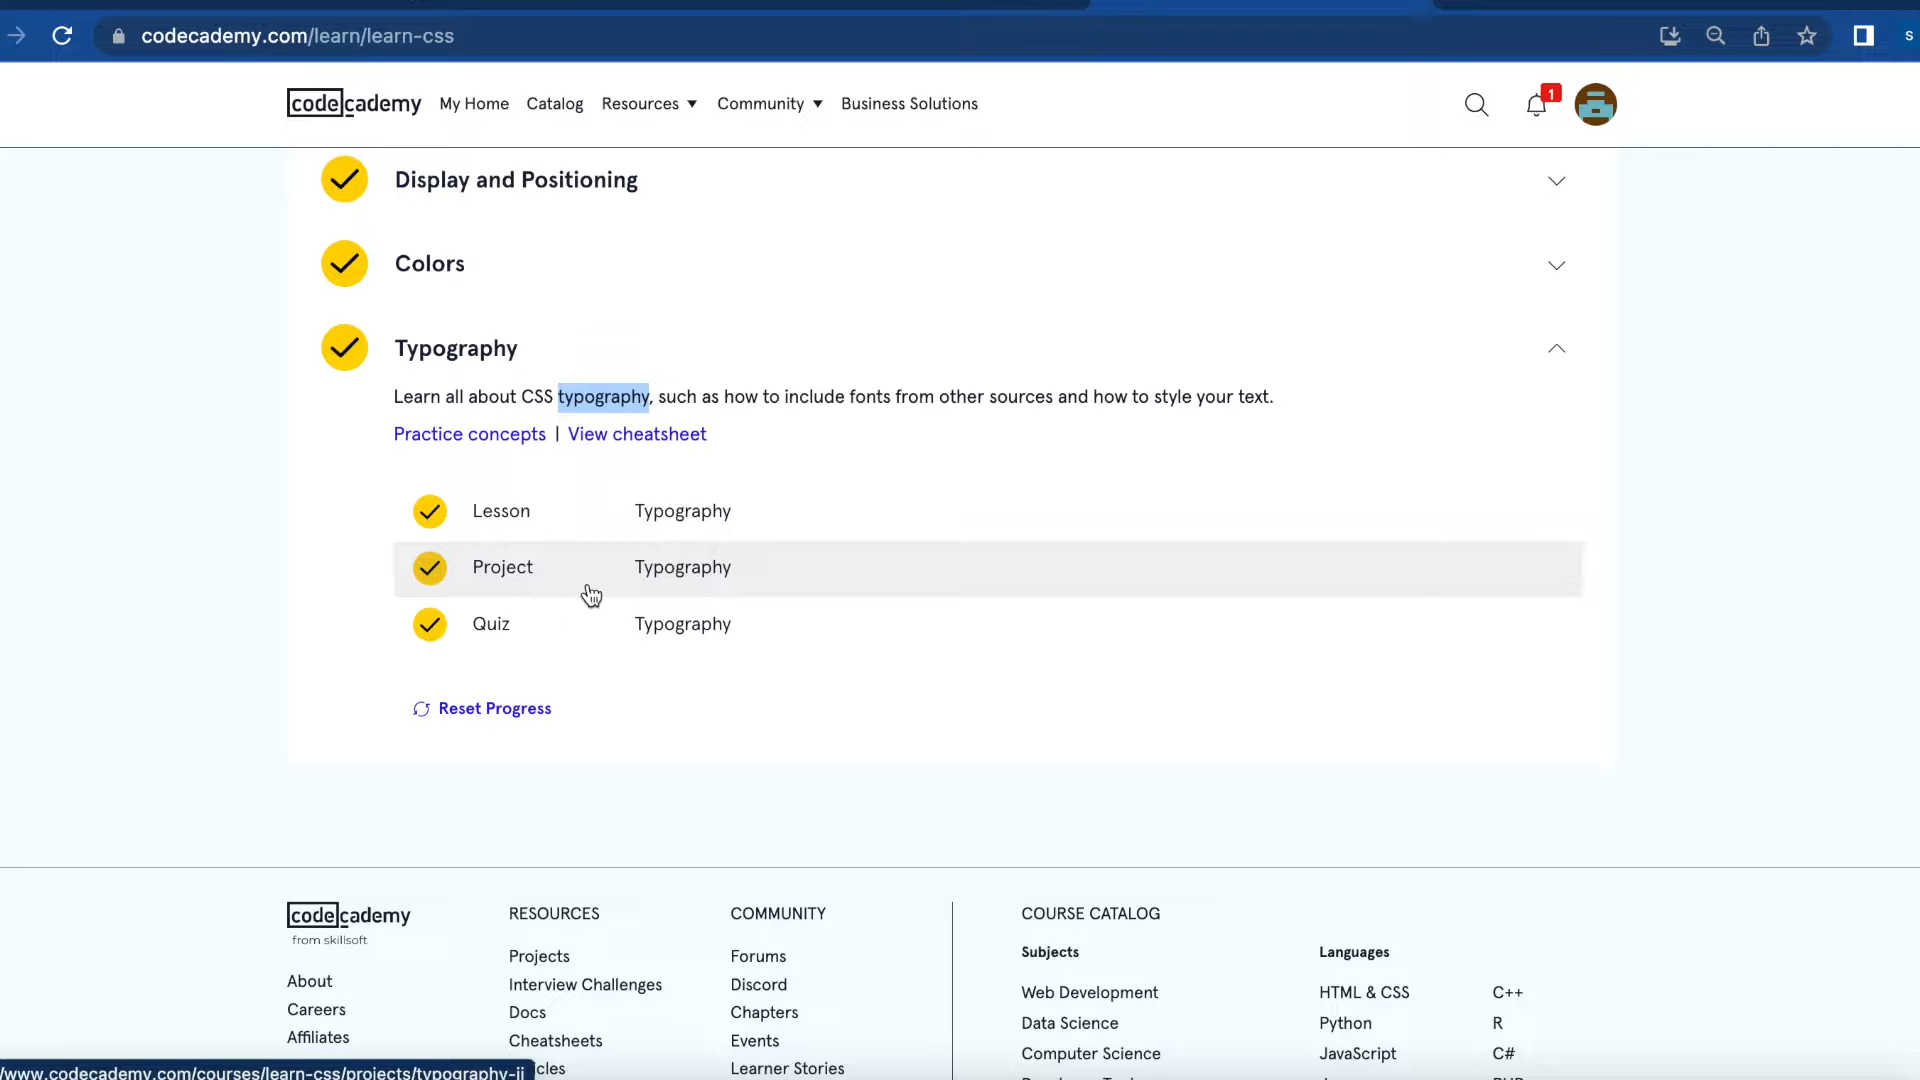 codecademy.com/learn/learn-css
s
codecademy My Home Catalog Resources Community Business Solutions 1
Display and Positioning
Colors
Typography
Learn all about CSS typography, such as how to include fonts from other sources and how to style your text.
Practice concepts | View cheatsheet
Lesson Typography
Project Typography
Quiz Typography
Reset Progress
codecademy
from skillsoft
About
Careers
Affiliates
RESOURCES
Projects
Interview Challenges
Docs
Cheatsheets
cles
COMMUNITY
Forums
Discord
Chapters
Events
Learner Stories
COURSE CATALOG
Subjects
Web Development
Data Science
Computer Science
Languages
HTML & CSS
Python
JavaScript
C++
R
C#
/www.codecademy.com/courses/learn-css/projects/typography-ii